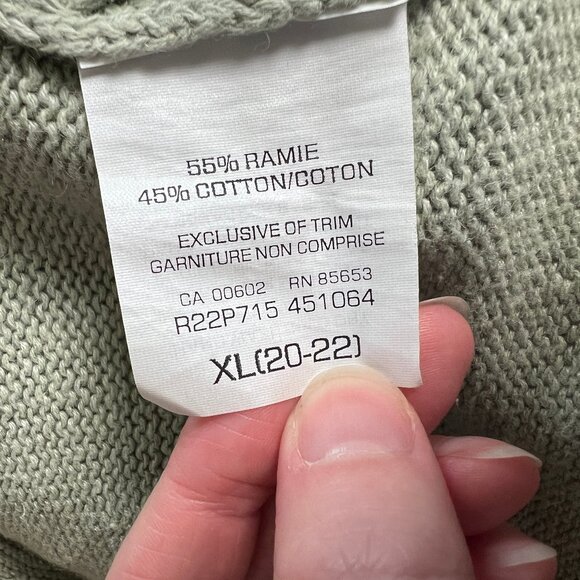 55% RAMIE
45% COTTON/COTON
EXCLUSIVE OF TRIM
GARNITURE NON COMPRISE
CA 00602 RN 85653
R22P715 451064
XL(20-22)